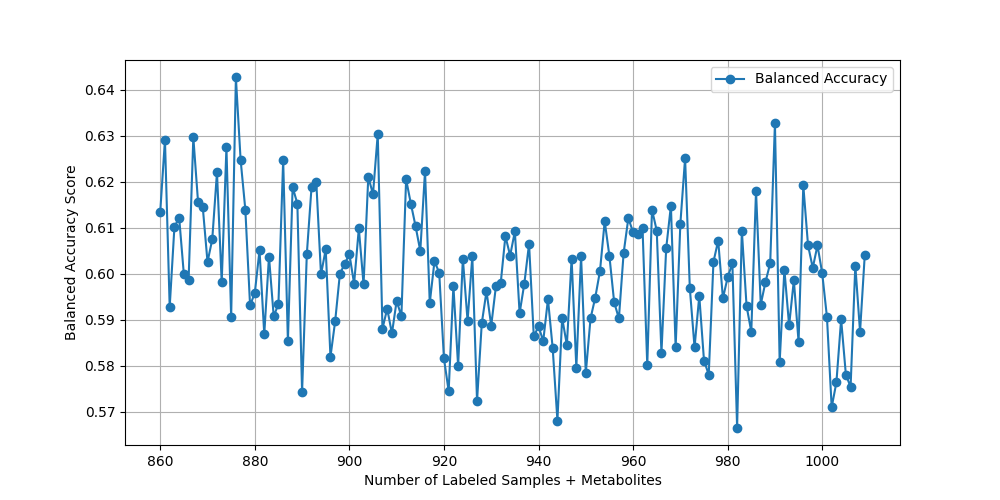 Balanced Accuracy
0.64
0.63
0.62
0.61
0.60
0.59
0.58
0.57
Balanced Accuracy Score
860 880 900 920 940 960 980 1000
Number of Labeled Samples + Metabolites